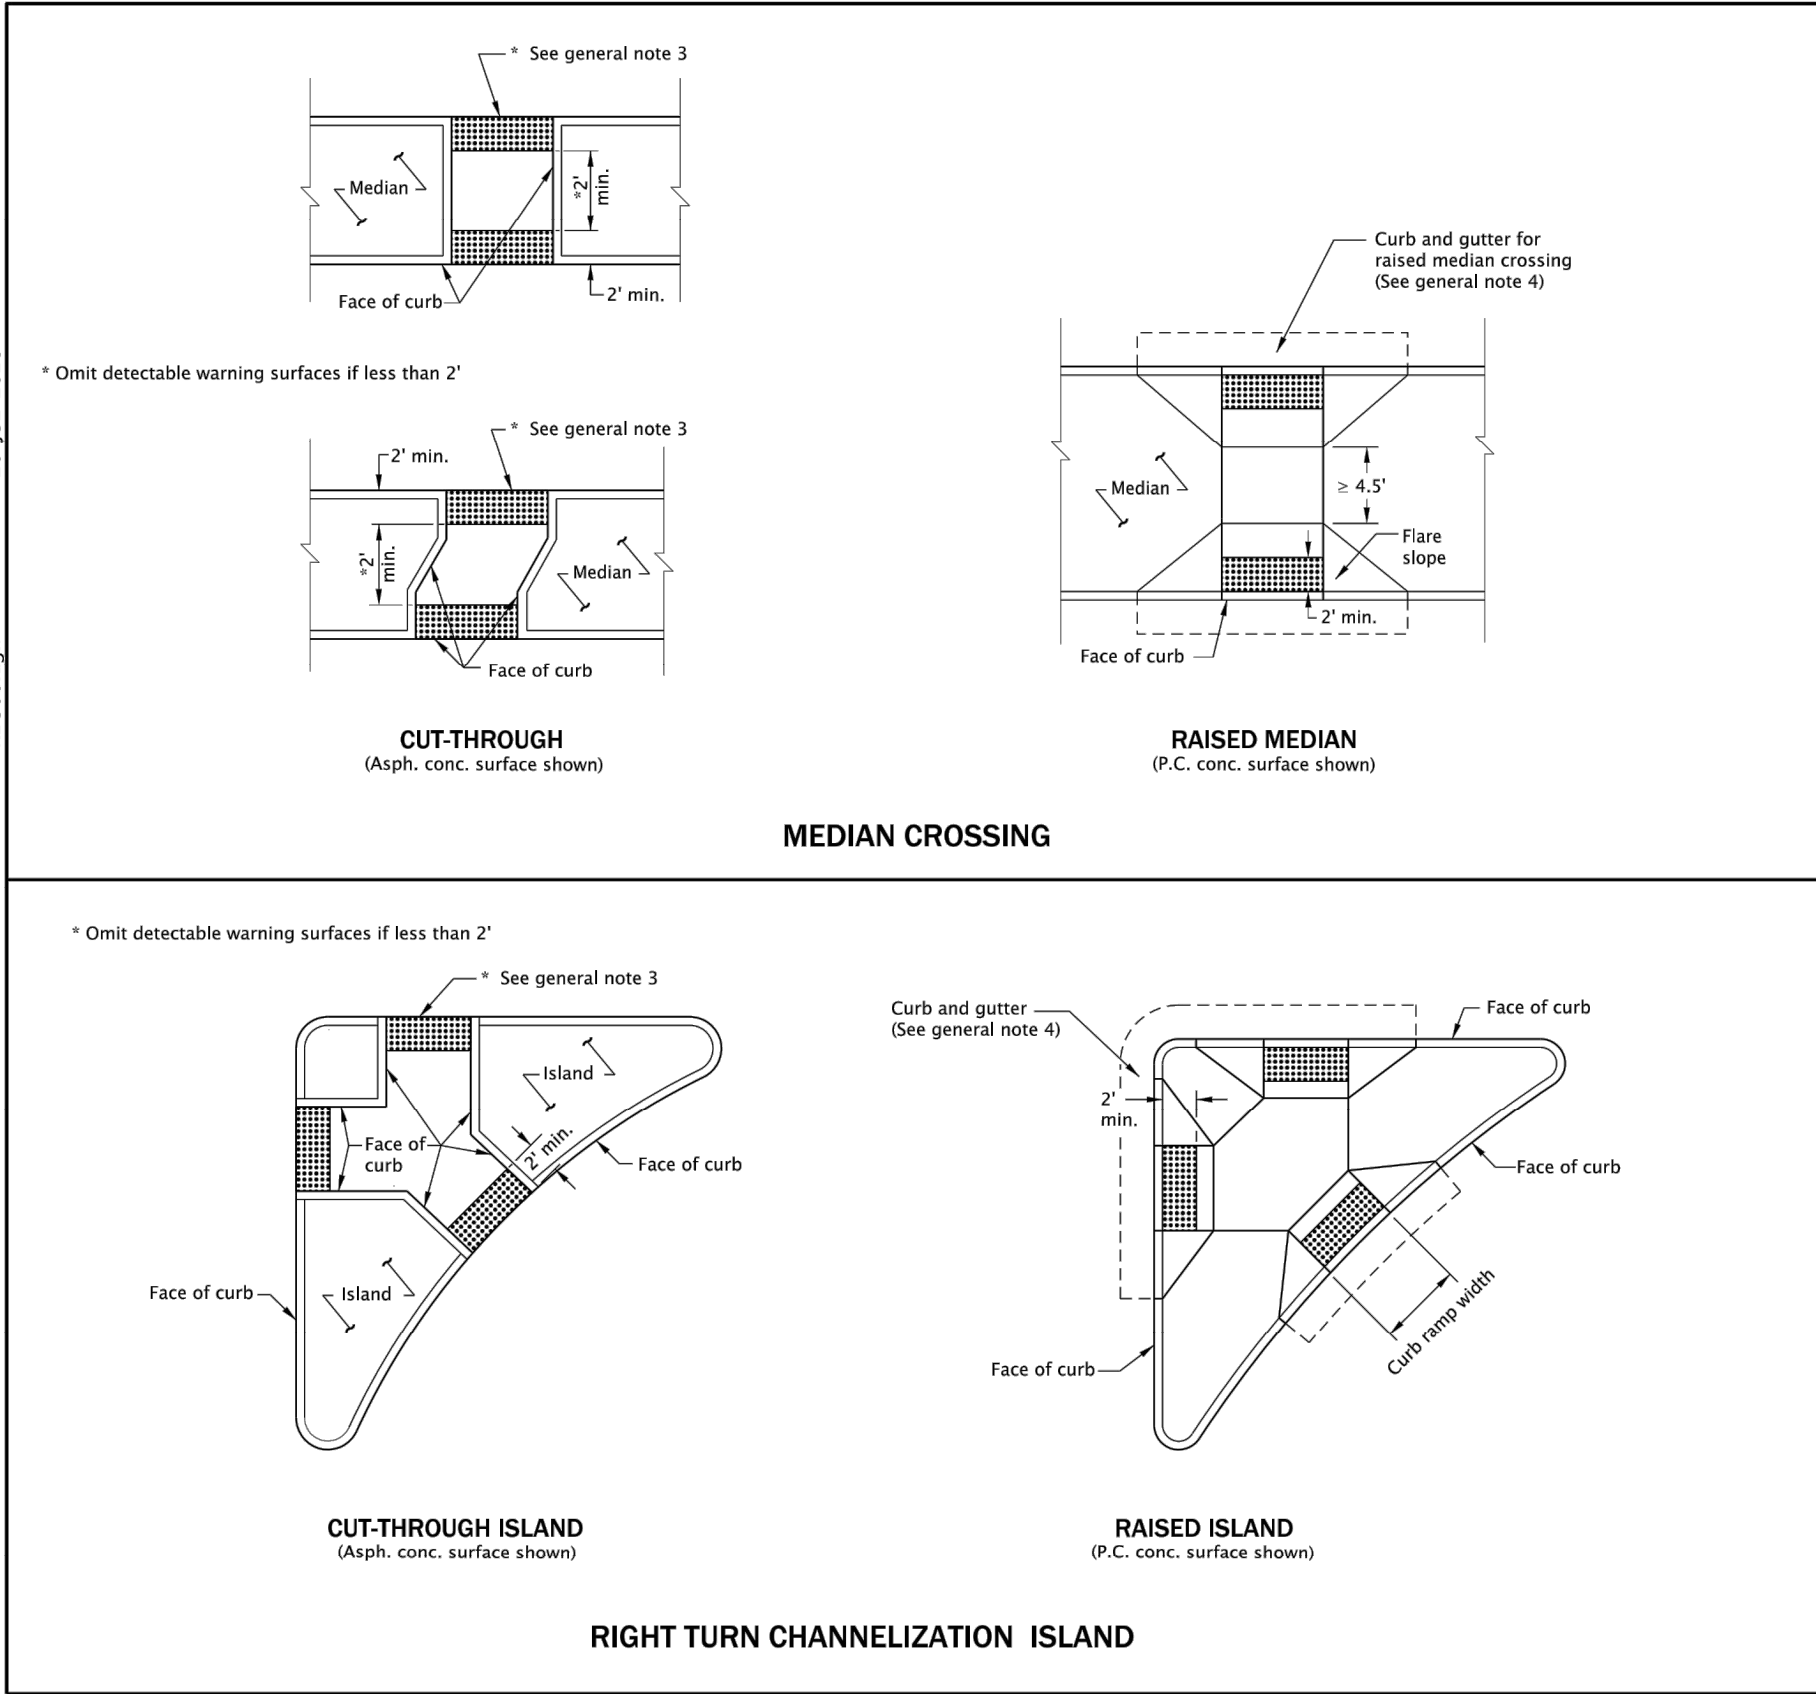 * See general note 3
Median
*2'
min.
Face of curb
2' min.
* Omit detectable warning surfaces if less than 2'
* See general note 3
2' min.
*2'
min.
Median
Face of curb
CUT-THROUGH
(Asph. conc. surface shown)
Curb and gutter for
raised median crossing
(See general note 4)
Median
≥ 4.5'
Flare
slope
2' min.
Face of curb
RAISED MEDIAN
(P.C. conc. surface shown)
MEDIAN CROSSING
* Omit detectable warning surfaces if less than 2'
* See general note 3
Island
2' min.
Face of
curb
Face of curb
Face of curb
Island
CUT-THROUGH ISLAND
(Asph. conc. surface shown)
Curb and gutter
(See general note 4)
Face of curb
2'
min.
Face of curb
Curb ramp width
Face of curb
RAISED ISLAND
(P.C. conc. surface shown)
RIGHT TURN CHANNELIZATION ISLAND